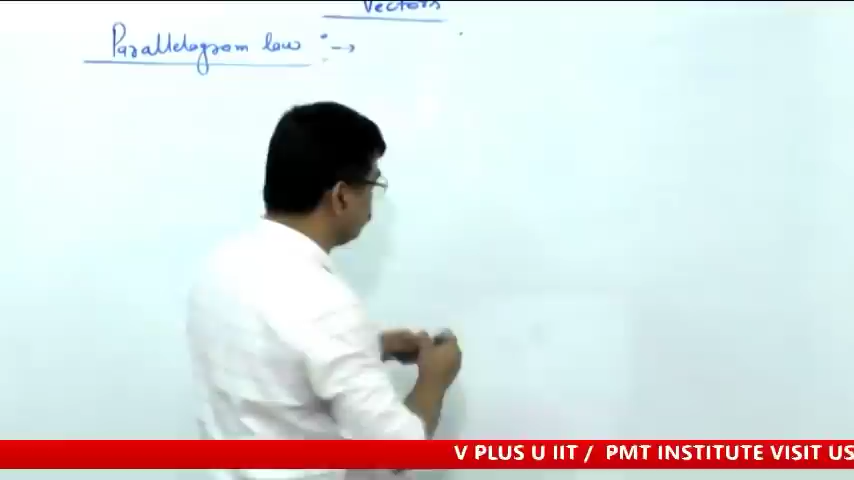 Vectors
Parallelogram law :→
V PLUS U IIT / PMT INSTITUTE VISIT US